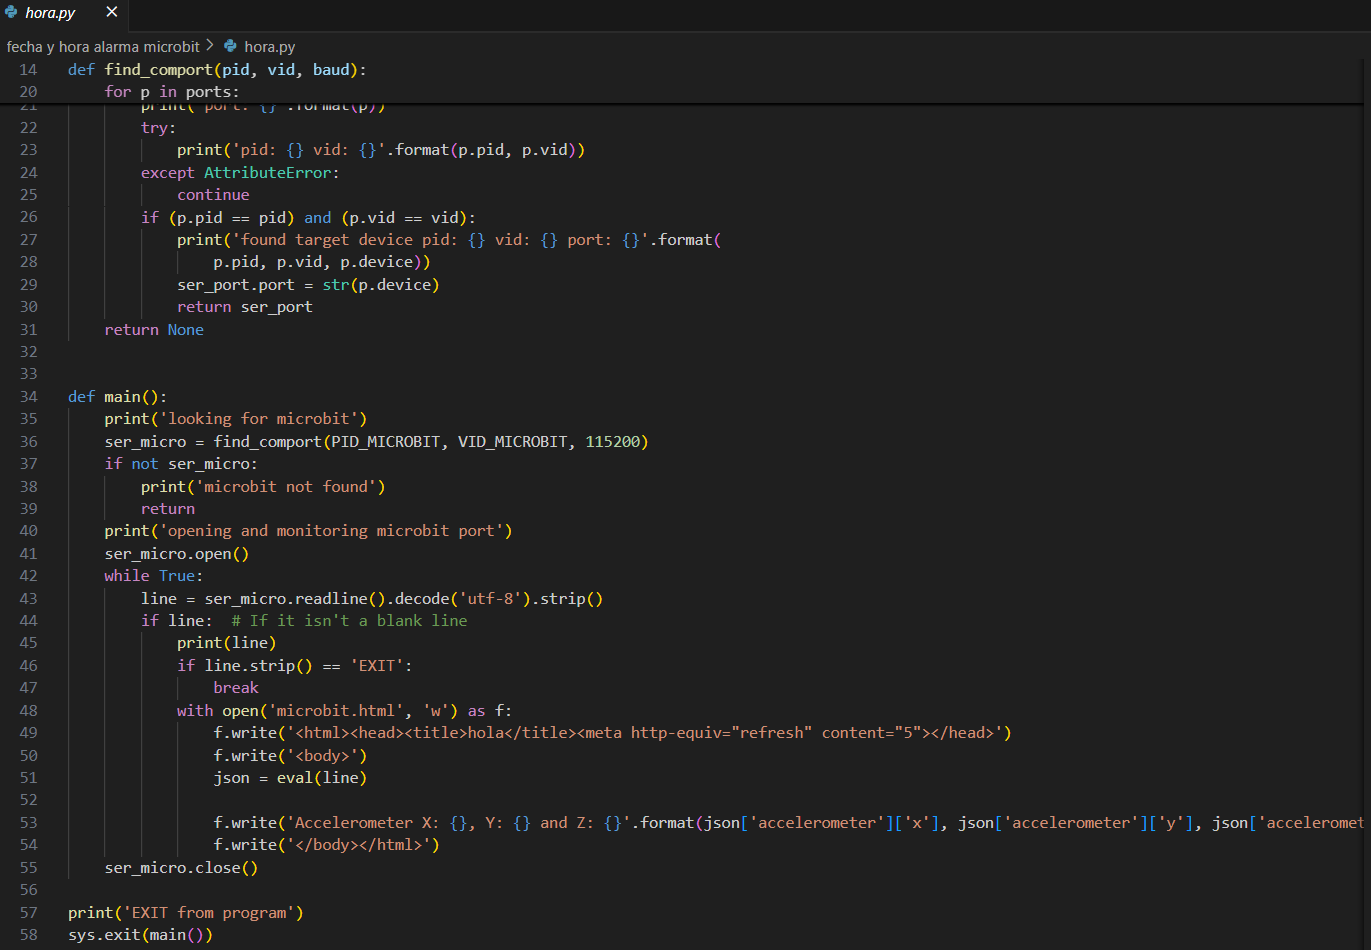 hora.py
fecha y hora alarma microbit > hora.py
14 def find_comport(pid, vid, baud):
20 for p in ports:
21 print('port: {}'.format(p))
22 try:
23 print('pid: {} vid: {}'.format(p.pid, p.vid))
24 except AttributeError:
25 continue
26 if (p.pid == pid) and (p.vid == vid):
27 print('found target device pid: {} vid: {} port: {}'.format(
28 p.pid, p.vid, p.device))
29 ser_port.port = str(p.device)
30 return ser_port
31 return None
32
33
34 def main():
35 print('looking for microbit')
36 ser_micro = find_comport(PID_MICROBIT, VID_MICROBIT, 115200)
37 if not ser_micro:
38 print('microbit not found')
39 return
40 print('opening and monitoring microbit port')
41 ser_micro.open()
42 while True:
43 line = ser_micro.readline().decode('utf-8').strip()
44 if line:  # If it isn't a blank line
45 print(line)
46 if line.strip() == 'EXIT':
47 break
48 with open('microbit.html', 'w') as f:
49 f.write('<html><head><title>hola</title><meta http-equiv="refresh" content="5"></head>')
50 f.write('<body>')
51 json = eval(line)
52
53 f.write('Accelerometer X: {}, Y: {} and Z: {}'.format(json['accelerometer']['x'], json['accelerometer']['y'], json['acceleromet
54 f.write('</body></html>')
55 ser_micro.close()
56
57 print('EXIT from program')
58 sys.exit(main())